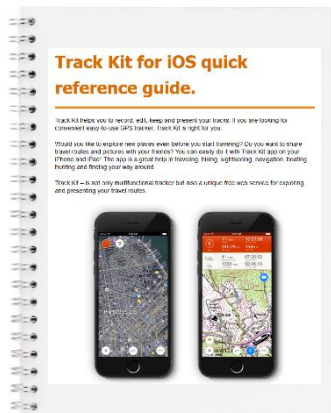 Track Kit for iOS quick
reference guide.
Track Kit helps you to record, edit, keep and present your tracks. If you are looking for
convenient easy-to-use GPS tracker, Track Kit is right for you.
Would you like to explore new places even before you start traveling? Do you want to share
travel routes and pictures with your friends? You can easily do it with Track Kit app on your
iPhone and iPad! The app is a great help in traveling, hiking, sightseeing, navigation, boating
hunting and finding your way around.
Track Kit – is not only multifunctional tracker but also a unique free web service for exporting
and presenting your travel routes.